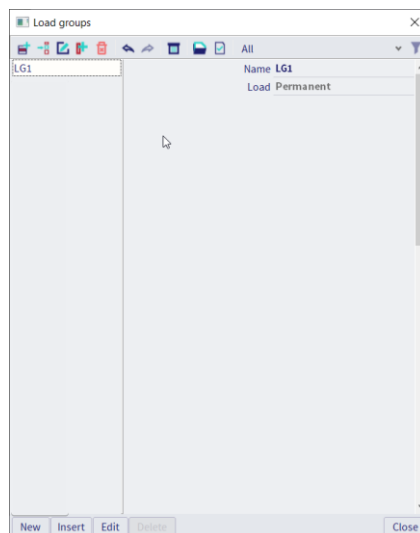 Load groups
All
LG1
Name LG1
Load Permanent
New Insert Edit Delete Close